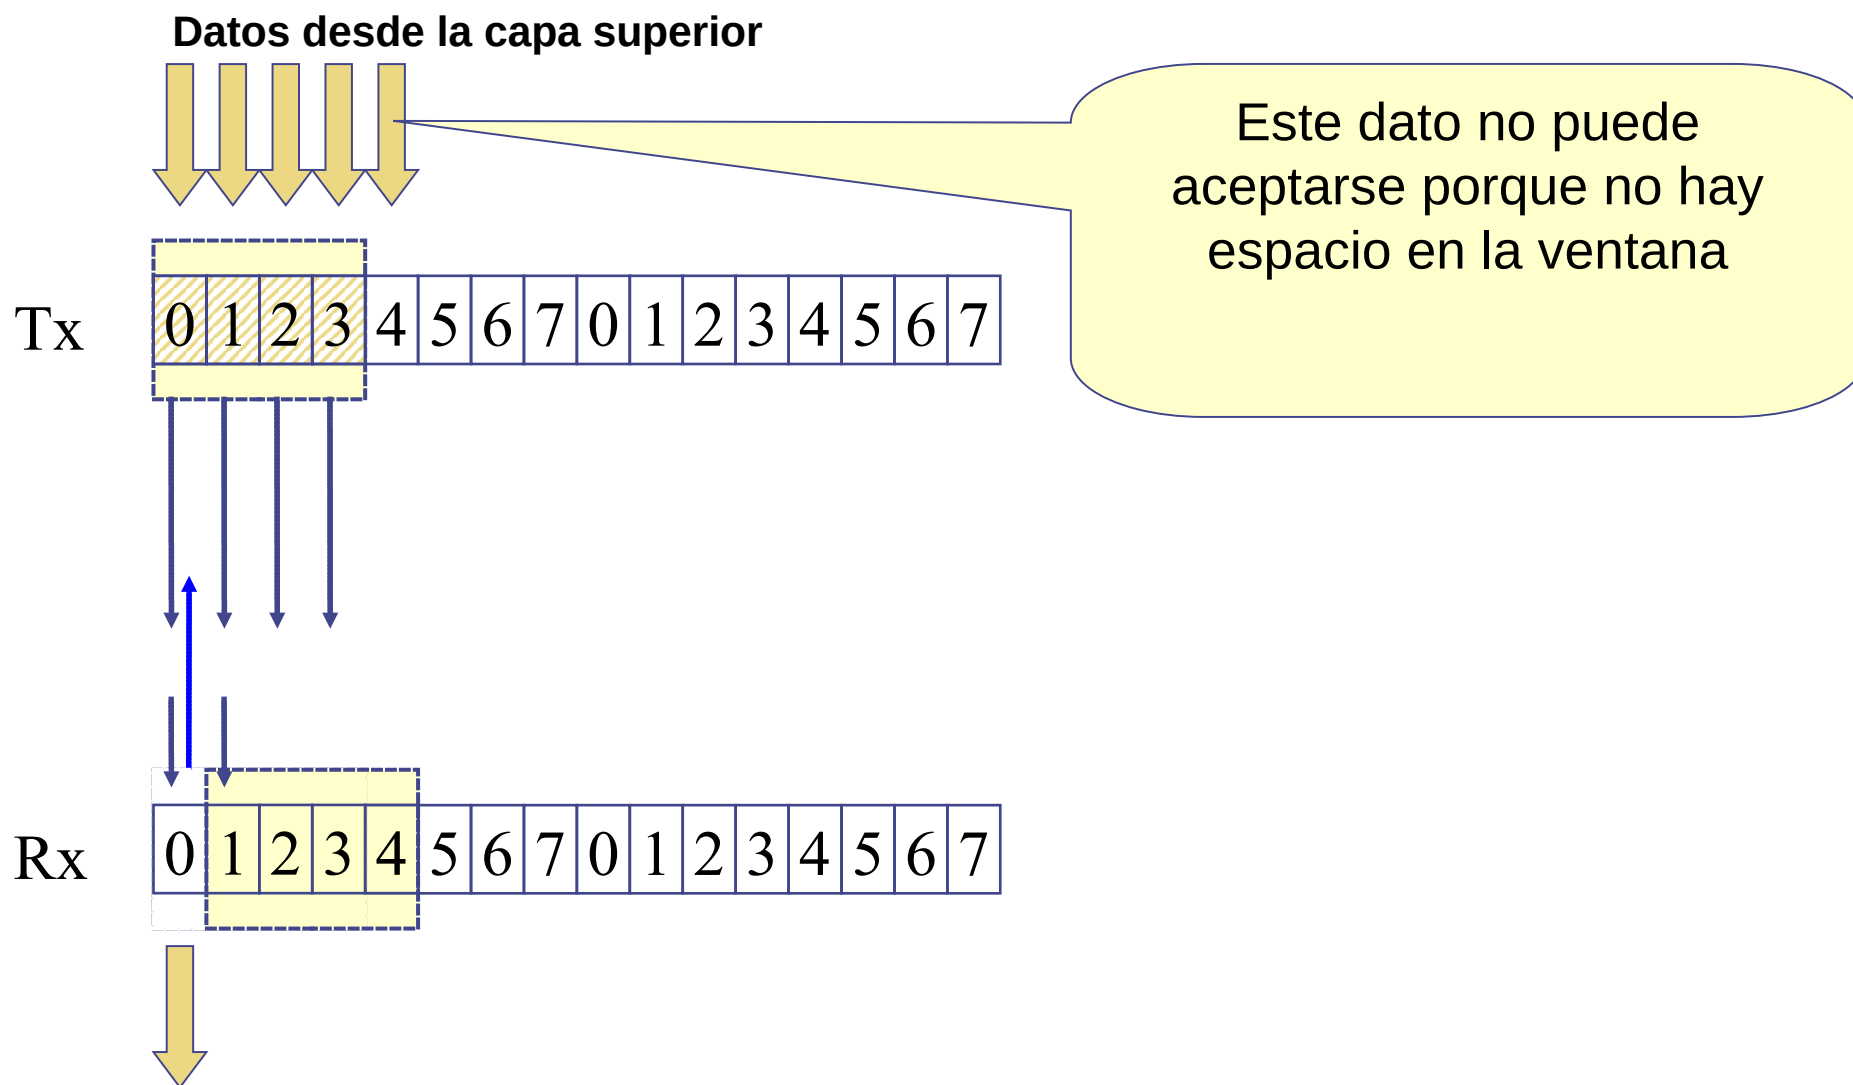 Datos desde la capa superior
Este dato no puede
aceptarse porque no hay
espacio en la ventana
Tx 0 1 2 3 4 5 6 7 0 1 2 3 4 5 6 7
Rx 0 1 2 3 4 5 6 7 0 1 2 3 4 5 6 7